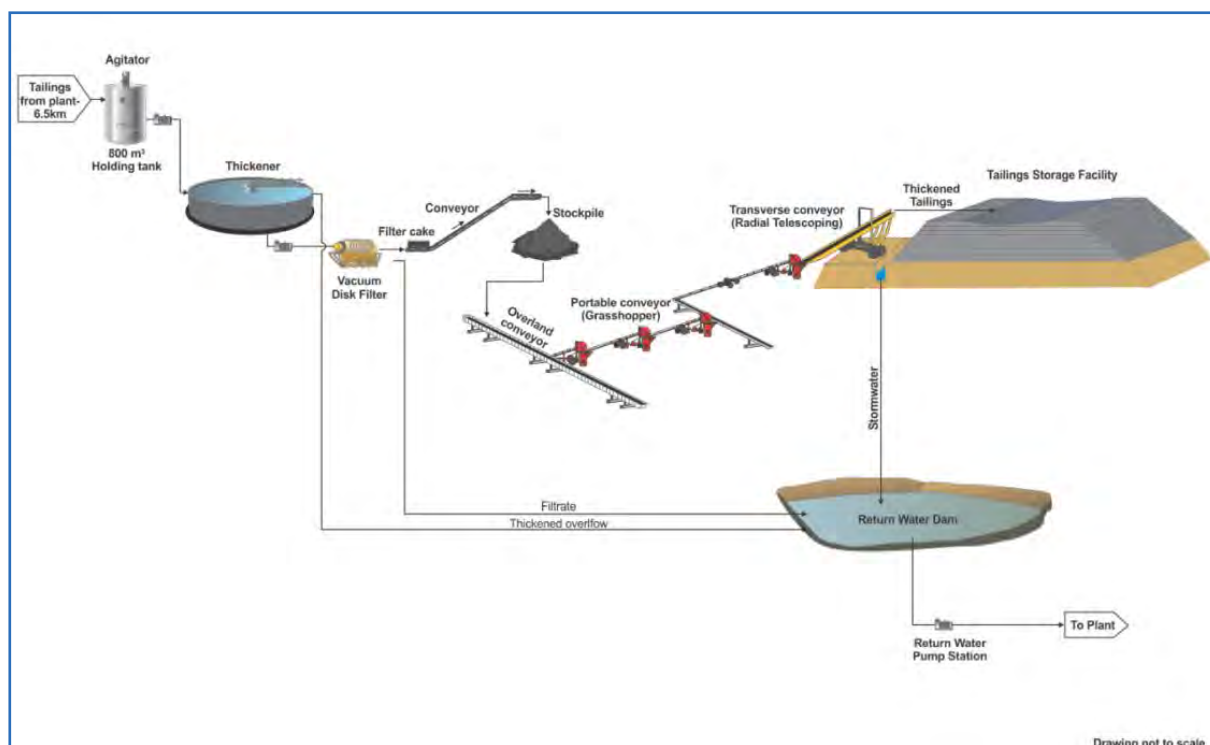 Agitator
Tailings
from plant-
6.5km
800 m³
Holding tank
Thickener
Conveyor
Filter cake
Stockpile
Vacuum
Disk Filter
Overland
conveyor
Portable conveyor
(Grasshopper)
Transverse conveyor
(Radial Telescoping)
Thickened
Tailings
Tailings Storage Facility
Stormwater
Filtrate
Thickened overlfow
Return Water Dam
Return Water
Pump Station
To Plant
Drawing not to scale